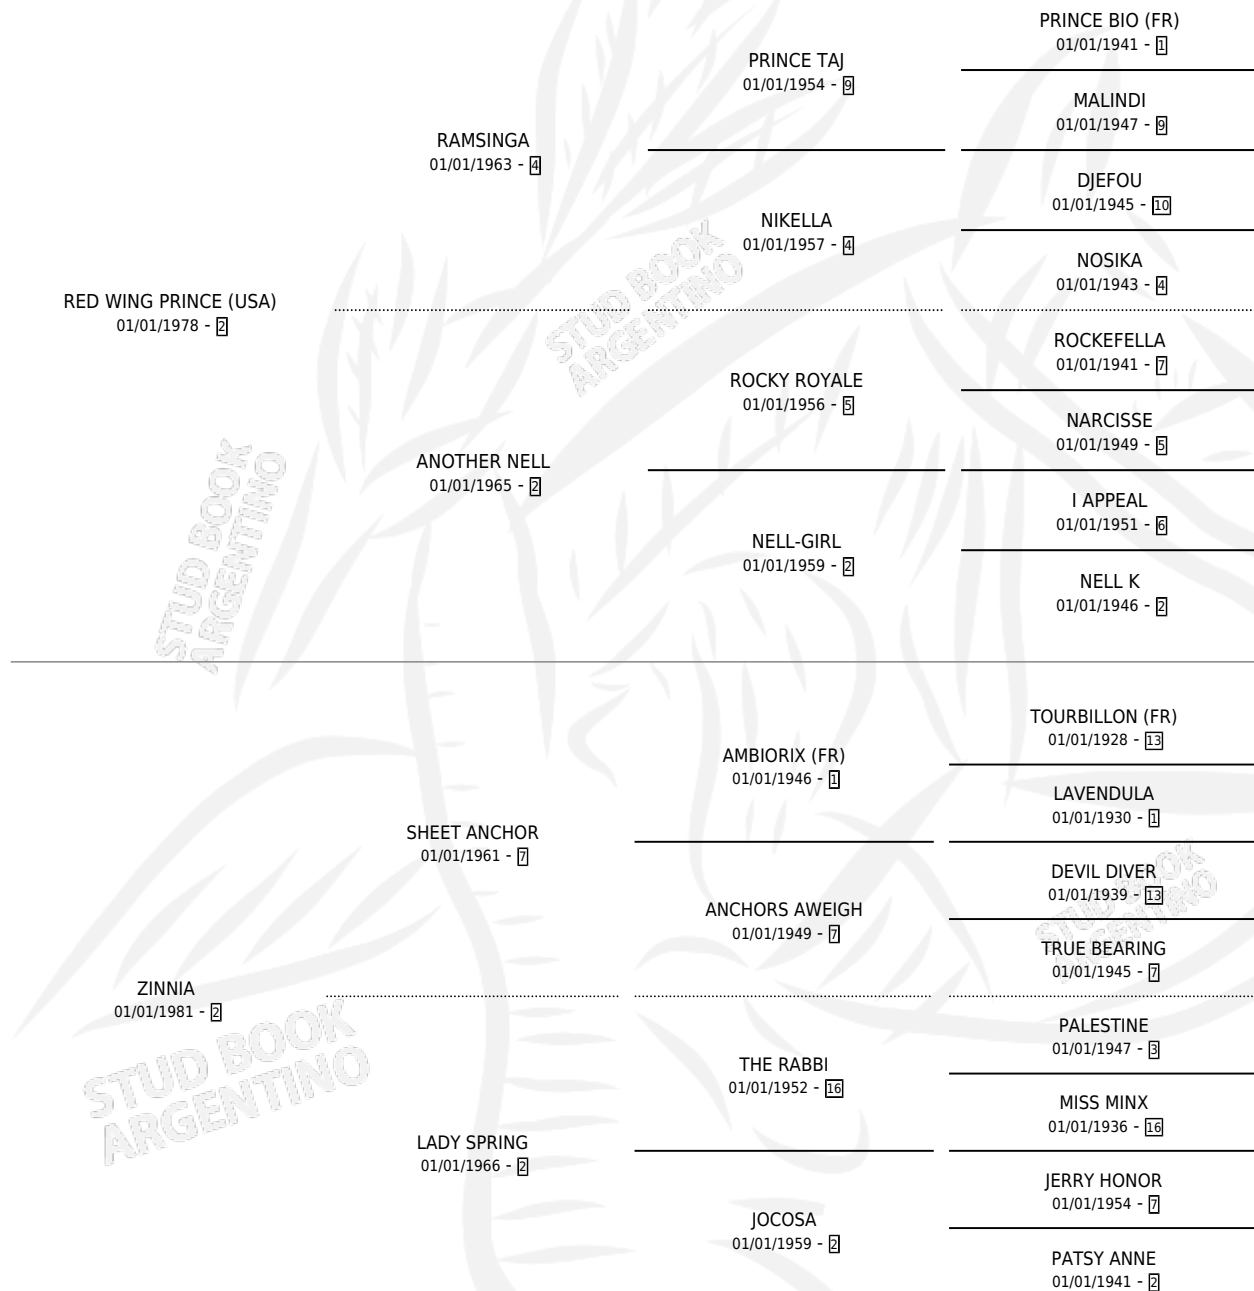 PRINCE BIO (FR)
01/01/1941 - 1
PRINCE TAJ
01/01/1954 - 9
MALINDI
01/01/1947 - 9
RAMSINGA
01/01/1963 - 4
DJEFOU
01/01/1945 - 10
NIKELLA
01/01/1957 - 4
NOSIKA
01/01/1943 - 4
RED WING PRINCE (USA)
01/01/1978 - 2
STUD BOOK
ARGENTINO
ROCKEFELLA
01/01/1941 - 7
ROCKY ROYALE
01/01/1956 - 5
NARCISSE
01/01/1949 - 5
ANOTHER NELL
01/01/1965 - 2
I APPEAL
01/01/1951 - 6
NELL-GIRL
01/01/1959 - 2
NELL K
01/01/1946 - 2
STUD BOOK
ARGENTINO
TOURBILLON (FR)
01/01/1928 - 13
AMBIORIX (FR)
01/01/1946 - 1
LAVENDULA
01/01/1930 - 1
SHEET ANCHOR
01/01/1961 - 7
DEVIL DIVER
01/01/1939 - 13
STUD BOOK
ARGENTINO
ANCHORS AWEIGH
01/01/1949 - 7
TRUE BEARING
01/01/1945 - 7
ZINNIA
01/01/1981 - 2
STUD BOOK
ARGENTINO
PALESTINE
01/01/1947 - 3
THE RABBI
01/01/1952 - 16
MISS MINX
01/01/1936 - 16
LADY SPRING
01/01/1966 - 2
JERRY HONOR
01/01/1954 - 7
JOCOSA
01/01/1959 - 2
PATSY ANNE
01/01/1941 - 2